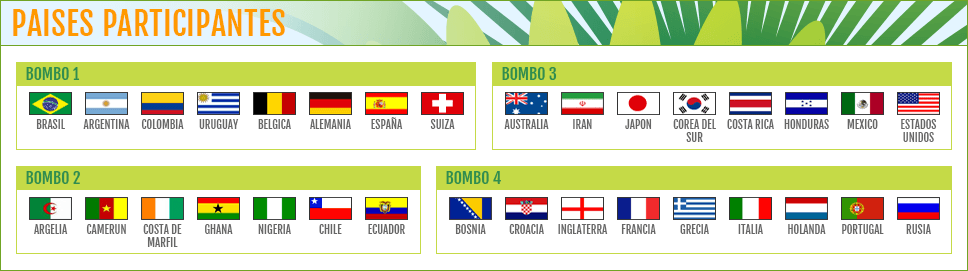 PAISES PARTICIPANTES
BOMBO 1
BRASIL ARGENTINA COLOMBIA URUGUAY BELGICA ALEMANIA ESPAÑA SUIZA
BOMBO 3
AUSTRALIA IRAN JAPON COREA DEL COSTA RICA HONDURAS MEXICO ESTADOS
SUR UNIDOS
BOMBO 2
ARGELIA CAMERUN COSTA DE GHANA NIGERIA CHILE ECUADOR
MARFIL
BOMBO 4
BOSNIA CROACIA INGLATERRA FRANCIA GRECIA ITALIA HOLANDA PORTUGAL RUSIA